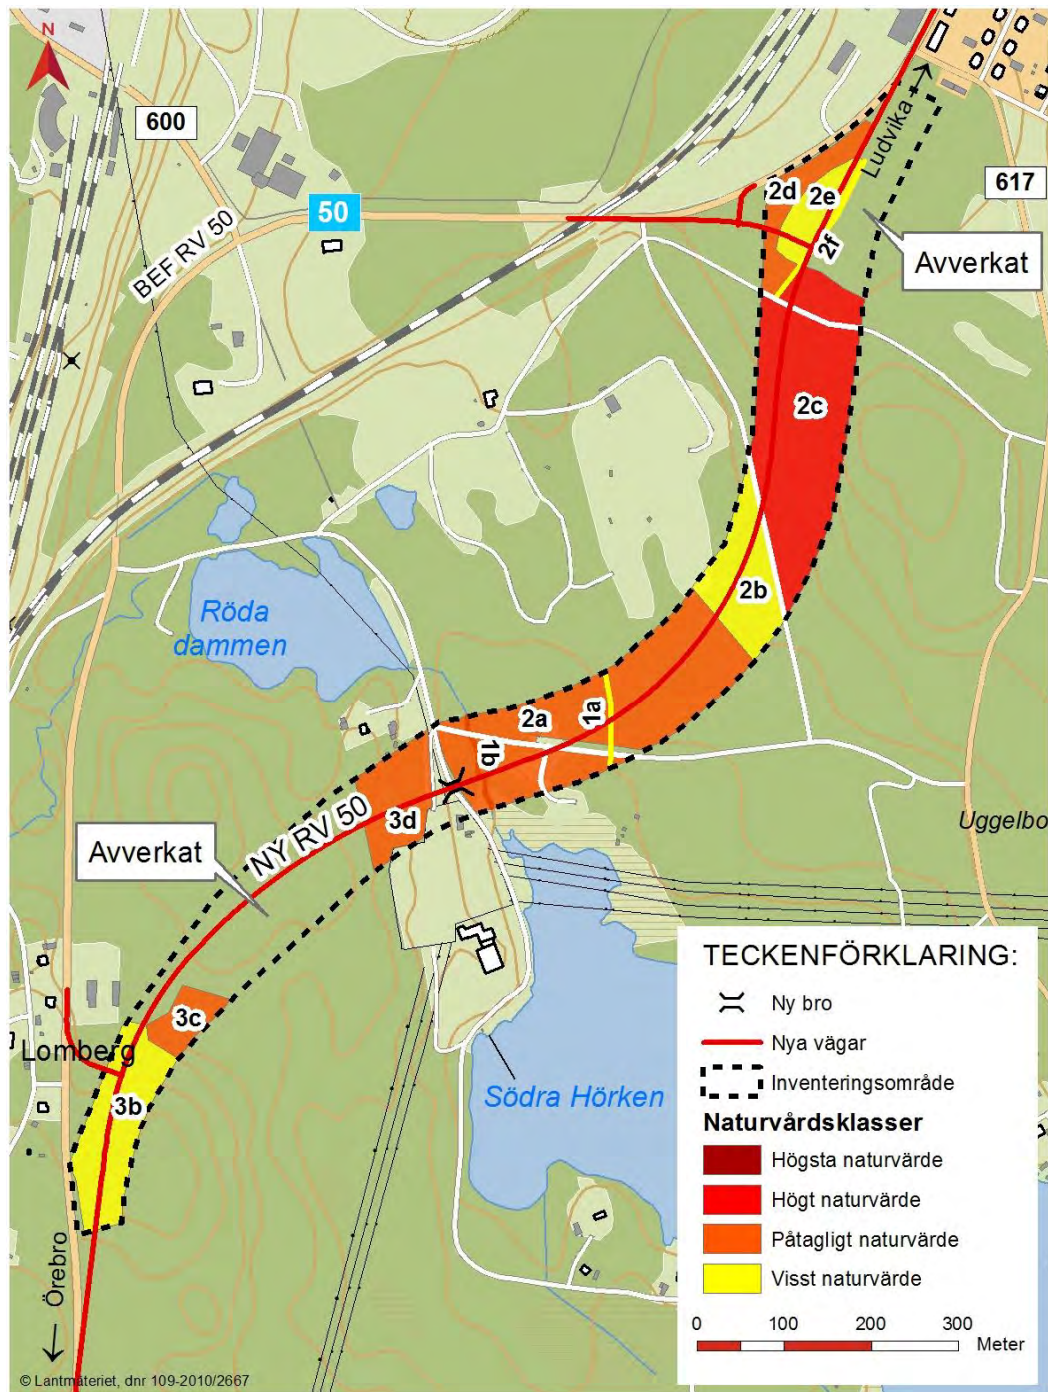 N
600
50
BEF RV 50
Ludvika
617
2d
2e
2f
Avverkat
2c
2b
Röda
dammen
2a
1a
1b
3d
NY RV 50
Avverkat
Uggelbo
3c
Lomberg
3b
Södra Hörken
Örebro
TECKENFÖRKLARING:
Ny bro
Nya vägar
Inventeringsområde
Naturvårdsklasser
Högsta naturvärde
Högt naturvärde
Påtagligt naturvärde
Visst naturvärde
0 100 200 300
Meter
© Lantmäteriet, dnr 109-2010/2667